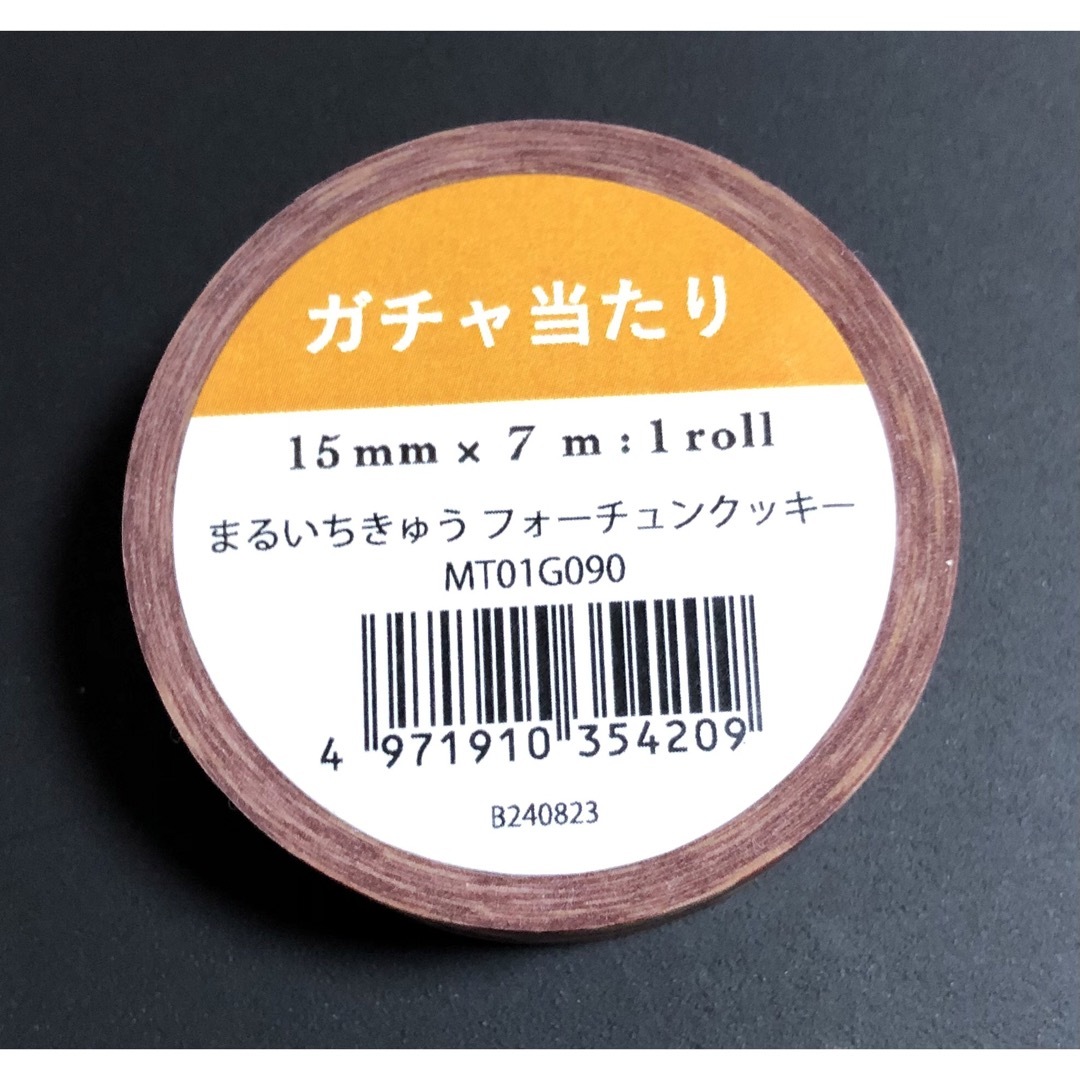 ガチャ当たり
15mm × 7 m : 1 roll
まるいちきゅう フォーチュンクッキー
MT01G090
4 971910 354209
B240823